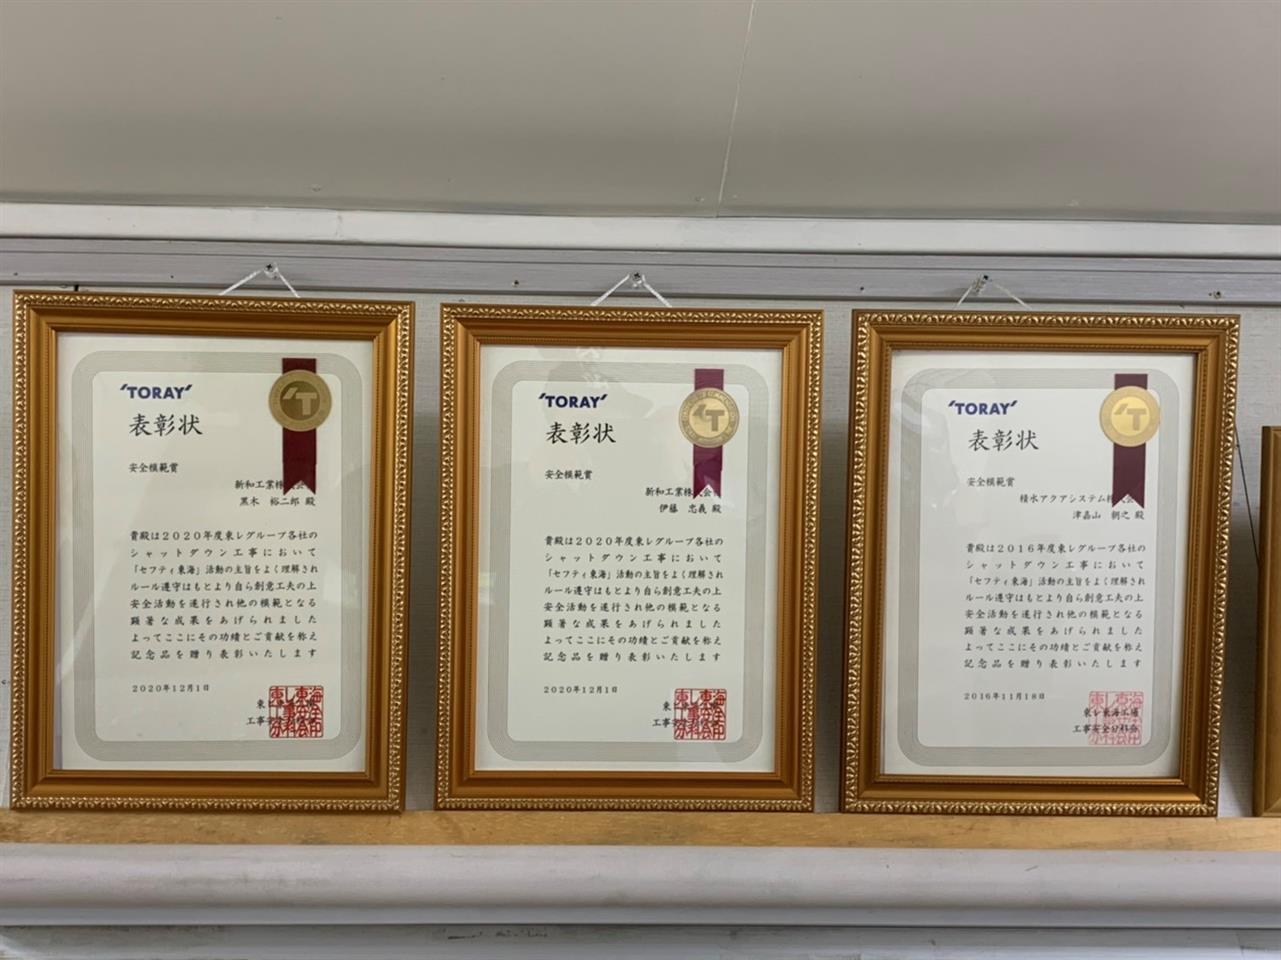 TORAY
表彰状
安全模範賞
新和工業株式会
黒木 裕二郎 殿
貴殿は2020年度東レグループ各社の
シャットダウン工事において
「セフティ東海」活動の主旨をよく理解され
ルール遵守はもとより自ら創意工夫の上
安全活動を遂行され他の模範となる
顕著な成果をあげられました
よってここにその功績とご貢献を称え
記念品を贈り表彰いたします
2020年12月1日
東レ
工事安
TORAY
表彰状
安全模範賞
新和工業株式会
伊藤 忠義 殿
貴殿は2020年度東レグループ各社の
シャットダウン工事において
「セフティ東海」活動の主旨をよく理解され
ルール遵守はもとより自ら創意工夫の上
安全活動を遂行され他の模範となる
顕著な成果をあげられました
よってここにその功績とご貢献を称え
記念品を贈り表彰いたします
2020年12月1日
東レ
工事安
TORAY
表彰状
安全模範賞
積水アクアシステム株式会
津嘉山 朝之 殿
貴殿は2016年度東レグループ各社の
シャットダウン工事において
「セフティ東海」活動の主旨をよく理解され
ルール遵守はもとより自ら創意工夫の上
安全活動を遂行され他の模範となる
顕著な成果をあげられました
よってここにその功績とご貢献を称え
記念品を贈り表彰いたします
2016年11月18日
東レ東海工場
工事安全分科会